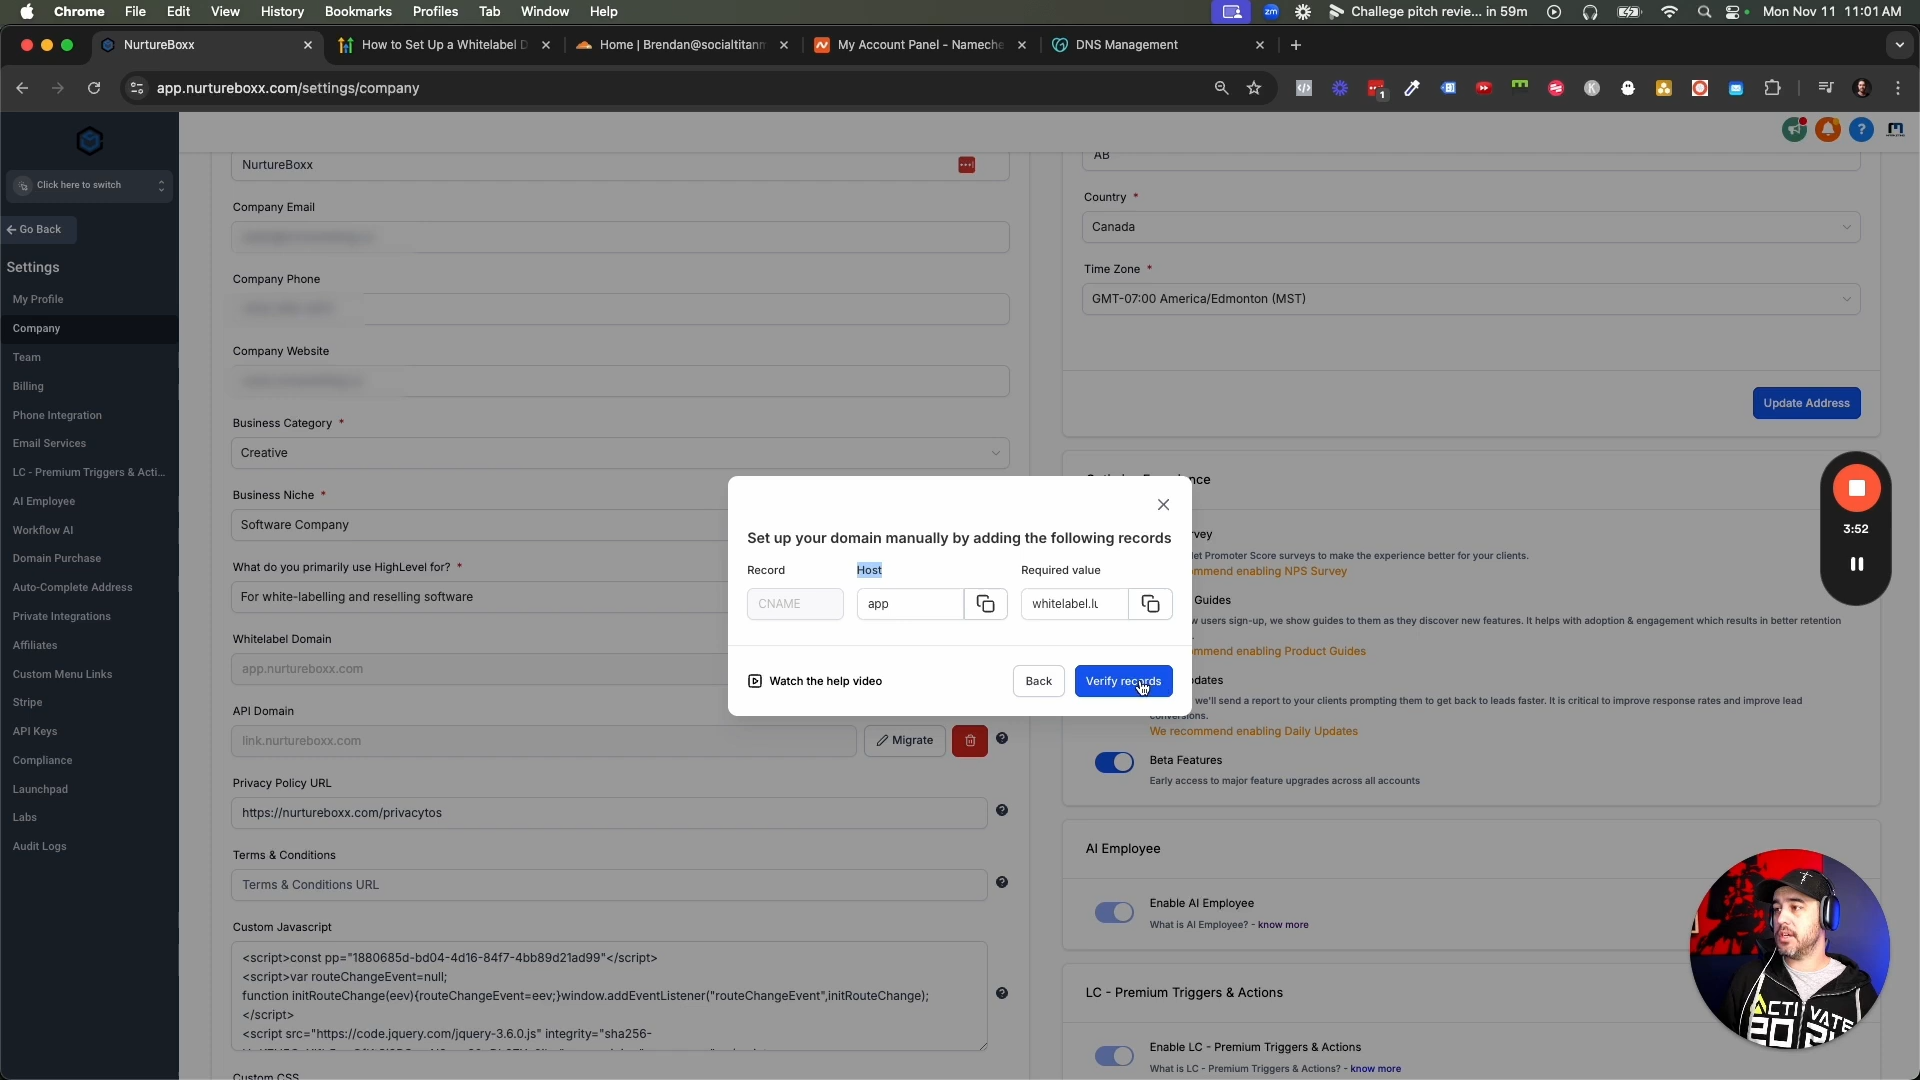 Chrome File Edit View History Bookmarks Profiles Tab Window Help
zm
Challege pitch revie... in 59m
Mon Nov 11 11:01 AM
NurtureBoxx
How to Set Up a Whitelabel D
Home | Brendan@socialtitanm
My Account Panel - Nameche
DNS Management
app.nurtureboxx.com/settings/company
1
K
Click here to switch
Go Back
Settings
My Profile
Company
Team
Billing
Phone Integration
Email Services
LC - Premium Triggers & Acti...
AI Employee
Workflow AI
Domain Purchase
Auto-Complete Address
Private Integrations
Affiliates
Custom Menu Links
Stripe
API Keys
Compliance
Launchpad
Labs
Audit Logs
NurtureBoxx
Company Email
Company Phone
Company Website
Business Category *
Creative
Business Niche *
Software Company
What do you primarily use HighLevel for? *
For white-labelling and reselling software
Whitelabel Domain
app.nurtureboxx.com
API Domain
link.nurtureboxx.com
Migrate
Privacy Policy URL
https://nurtureboxx.com/privacytos
Terms & Conditions
Terms & Conditions URL
Custom Javascript
<script>const pp="1880685d-bd04-4d16-84f7-4bb89d21ad99"</script>
<script>var routeChangeEvent=null;
function initRouteChange(eev){routeChangeEvent=eev;}window.addEventListener("routeChangeEvent",initRouteChange);
</script>
<script src="https://code.jquery.com/jquery-3.6.0.js" integrity="sha256-
Custom CSS
Set up your domain manually by adding the following records
Record Host Required value
CNAME app whitelabel.lu
Watch the help video
Back
Verify records
AB
Country *
Canada
Time Zone *
GMT-07:00 America/Edmonton (MST)
Update Address
nce
vey
et Promoter Score surveys to make the experience better for your clients.
mmend enabling NPS Survey
Guides
w users sign-up, we show guides to them as they discover new features. It helps with adoption & engagement which results in better retention
mmend enabling Product Guides
dates
we'll send a report to your clients prompting them to get back to leads faster. It is critical to improve response rates and improve lead
conversions.
We recommend enabling Daily Updates
Beta Features
Early access to major feature upgrades across all accounts
AI Employee
Enable AI Employee
What is AI Employee? - know more
LC - Premium Triggers & Actions
Enable LC - Premium Triggers & Actions
What is LC - Premium Triggers & Actions? - know more
3:52